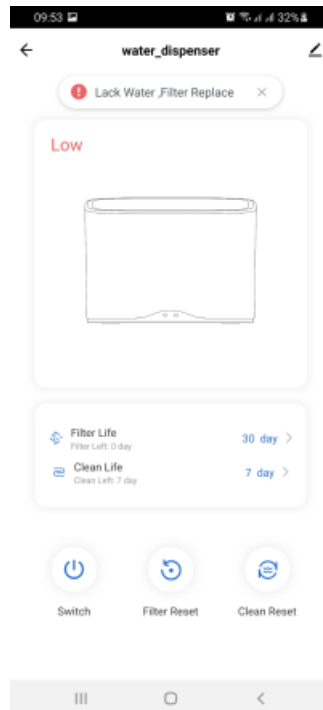 09:53 32%
water_dispenser
Lack Water ,Filter Replace
Low
Filter Life
30 day
Filter Left: 0 day
Clean Life
7 day
Clean Left: 7 day
Switch Filter Reset Clean Reset